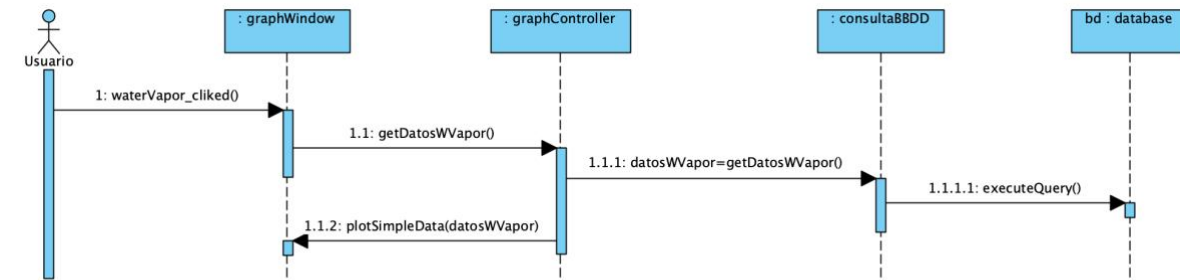 : graphWindow
: graphController
: consultaBBDD
bd : database
Usuario
1: waterVapor_cliked()
1.1: getDatosWVapor()
1.1.1: datosWVapor=getDatosWVapor()
1.1.1.1: executeQuery()
1.1.2: plotSimpleData(datosWVapor)